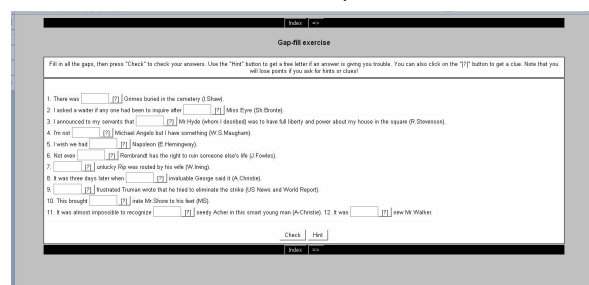 Index =>
Gap-fill exercise
Fill in all the gaps, then press "Check" to check your answers. Use the "Hint" button to get a free letter if an answer is giving you trouble. You can also click on the "[?]" button to get a clue. Note that you
will lose points if you ask for hints or clues!
1. There was [?] Grimes buried in the cemetery (I.Shaw).
2. I asked a waiter if any one had been to inquire after [?] Miss Eyre (Sh.Bronte).
3. I announced to my servants that [?] Mr.Hyde (whom I dasribed) was to have full liberty and power about my house in the square (R.Stevenson).
4. I'm not [?] Michael Angelo but I have something (W.S.Maugham).
5. I wish we had [?] Napoleon (E.Hemingway).
6. Not even [?] Rembrandt has the right to ruin someone else's life (J.Fowles).
7. [?] unlucky Rip was routed by his wife (W.Irving).
8. It was three days later when [?] invaluable George said it (A.Christie).
9. [?] frustrated Truman wrote that he tried to eliminate the strike (US News and World Report).
10. This brought [?] irate Mr.Shore to his feet (MS).
11. It was almost impossible to recognize [?] seedy Acher in this smart young man (A-Christie). 12. It was [?] new Mr.Walker.
Check Hint
Index =>